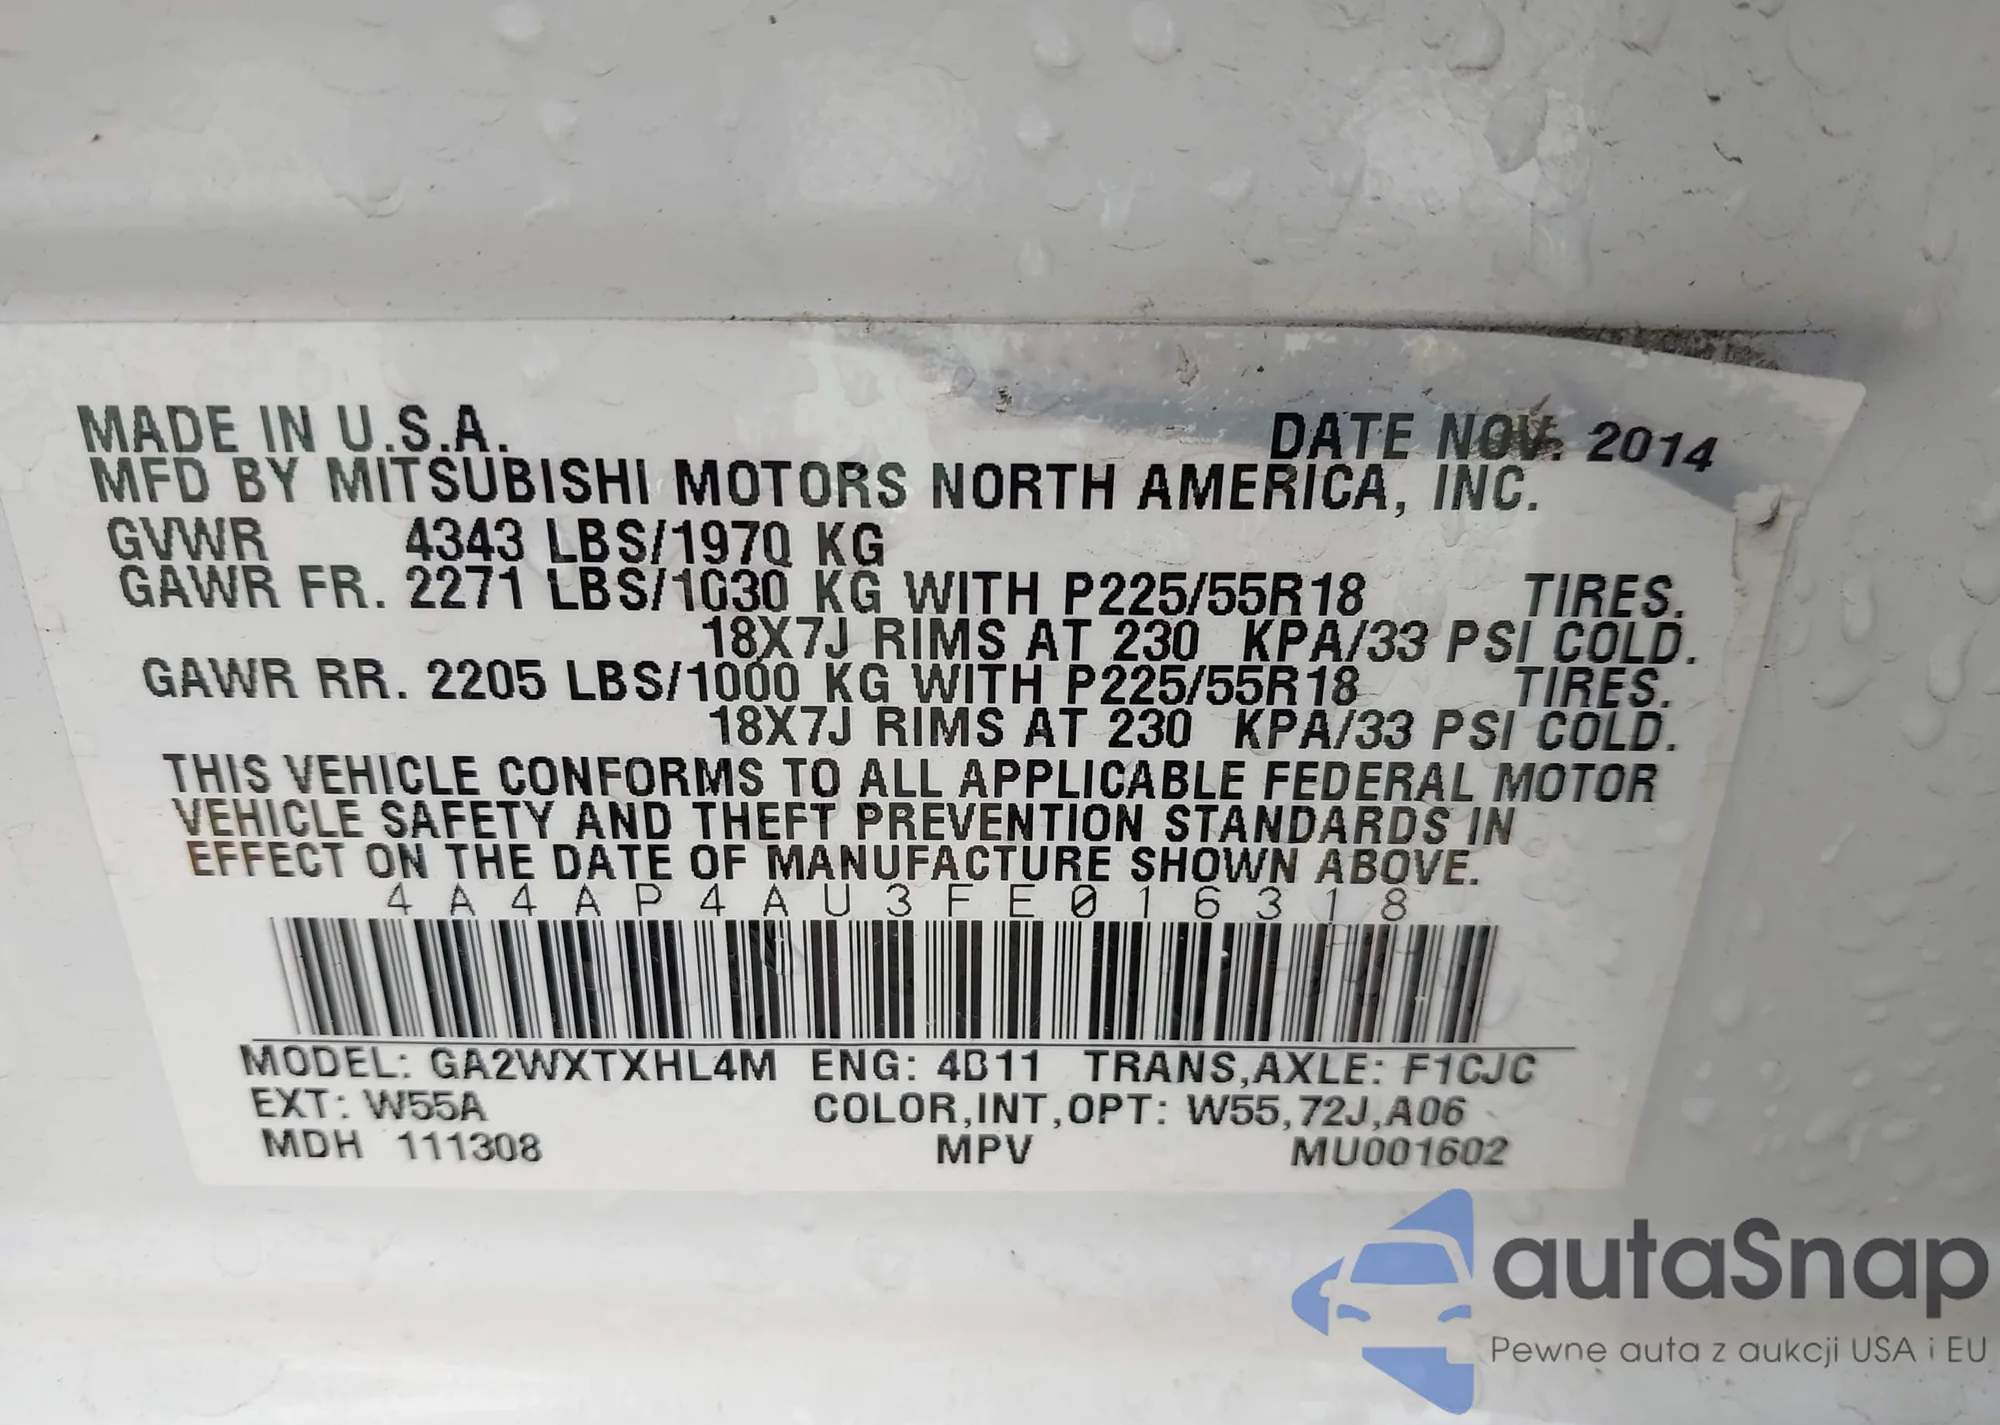 MADE IN U.S.A. DATE NOV. 2014
MFD BY MITSUBISHI MOTORS NORTH AMERICA, INC.
GVWR 4343 LBS/1970 KG
GAWR FR. 2271 LBS/1030 KG WITH P225/55R18 TIRES.
18X7J RIMS AT 230 KPA/33 PSI COLD.
GAWR RR. 2205 LBS/1000 KG WITH P225/55R18 TIRES.
18X7J RIMS AT 230 KPA/33 PSI COLD.
THIS VEHICLE CONFORMS TO ALL APPLICABLE FEDERAL MOTOR
VEHICLE SAFETY AND THEFT PREVENTION STANDARDS IN
EFFECT ON THE DATE OF MANUFACTURE SHOWN ABOVE.
4A4AP4AU3FE016318
MODEL: GA2WXTXHL4M ENG: 4B11 TRANS,AXLE: F1CJC
EXT: W55A COLOR,INT,OPT: W55,72J,A06
MDH 111308 MPV MU001602
autaSnap
Pewne auta z aukcji USA i EU